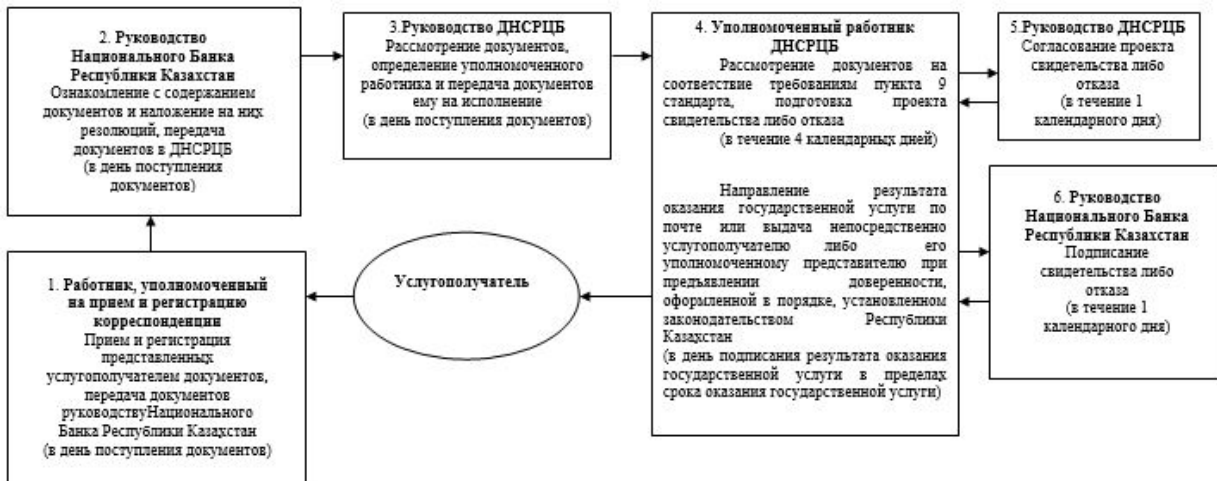 2. Руководство
Национального Банка
Республики Казахстан
Ознакомление с содержанием
документов и наложение на них
резолюций, передача
документов в ДНСРЦБ
(в день поступления
документов)
3.Руководство ДНСРЦБ
Рассмотрение документов,
определение уполномоченного
работника и передача документов
ему на исполнение
(в день поступления документов)
4. Уполномоченный работник
ДНСРЦБ
Рассмотрение документов на
соответствие требованиям пункта 9
стандарта, подготовка проекта
свидетельства либо отказа
(в течение 4 календарных дней)
Направление результата
оказания государственной услуги по
почте или выдача непосредственно
услугополучателю либо его
уполномоченному представителю при
предъявлении доверенности,
оформленной в порядке, установленном
законодательством Республики
Казахстан
(в день подписания результата оказания
государственной услуги в пределах
срока оказания государственной услуги)
5.Руководство ДНСРЦБ
Согласование проекта
свидетельства либо
отказа
(в течение 1
календарного дня)
6. Руководство
Национального Банка
Республики Казахстан
Подписание
свидетельства либо
отказа
(в течение 1
календарного дня)
Услугополучатель
1. Работник, уполномоченный
на прием и регистрацию
корреспонденции
Прием и регистрация
представленных
услугополучателем документов,
передача документов
руководствуНационального
Банка Республики Казахстан
(в день поступления документов)